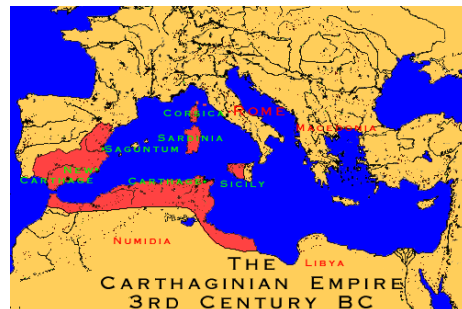 Corsica
Rome
Macedonia
Sardinia
Saguntum
New
Carthage
Carthage
Sicily
Numidia
Libya
The
Carthaginian Empire
3rd Century BC